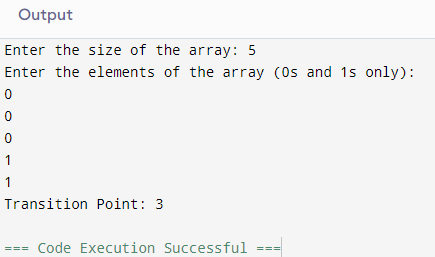 Output
Enter the size of the array: 5
Enter the elements of the array (0s and 1s only):
0
0
0
1
1
Transition Point: 3
=== Code Execution Successful ===